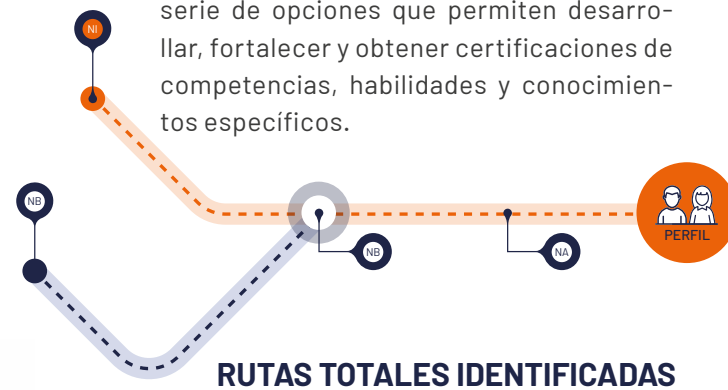 serie de opciones que permiten desarro-
llar, fortalecer y obtener certificaciones de
competencias, habilidades y conocimien-
tos específicos.
NI
NB
NB
NA
PERFIL
RUTAS TOTALES IDENTIFICADAS